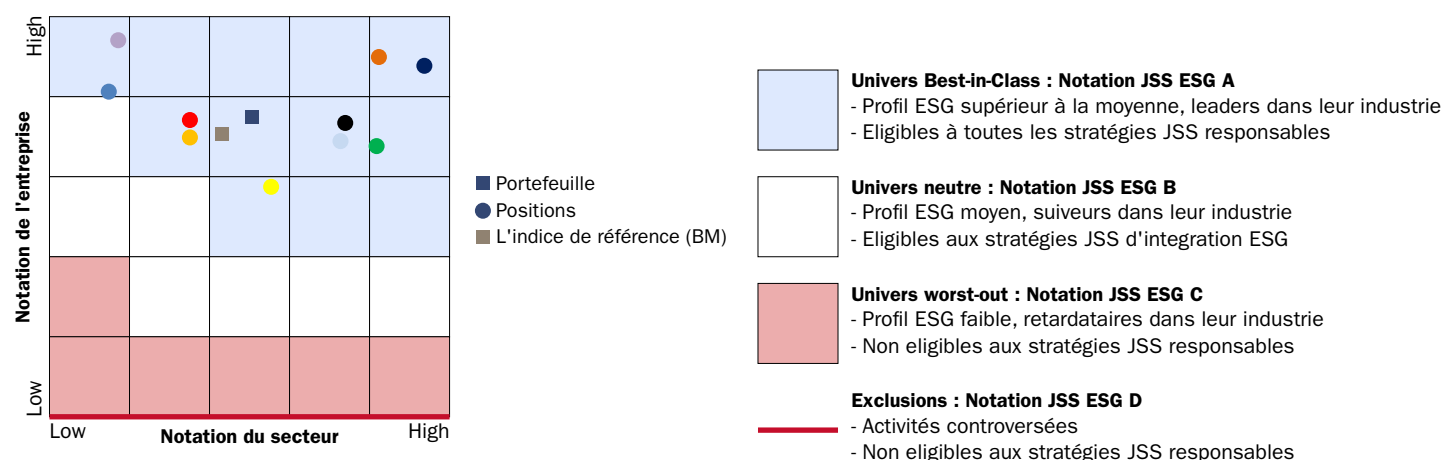 High
Notation de l'entreprise
Low
Low
Notation du secteur
High
Portefeuille
Positions
L'indice de référence (BM)
Univers Best-in-Class : Notation JSS ESG A
- Profil ESG supérieur à la moyenne, leaders dans leur industrie
- Eligibles à toutes les stratégies JSS responsables
Univers neutre : Notation JSS ESG B
- Profil ESG moyen, suiveurs dans leur industrie
- Eligibles aux stratégies JSS d'integration ESG
Univers worst-out : Notation JSS ESG C
- Profil ESG faible, retardataires dans leur industrie
- Non eligibles aux stratégies JSS responsables
Exclusions : Notation JSS ESG D
- Activités controversées
- Non eligibles aux stratégies JSS responsables